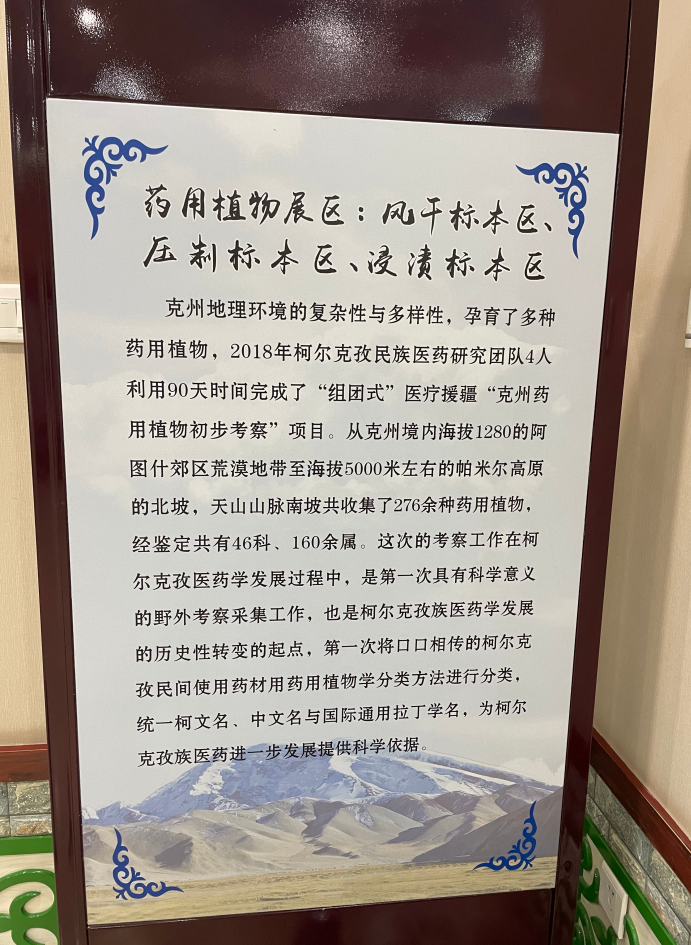 药用植物展区：风干标本区、
压制标本区、浸渍标本区
克州地理环境的复杂性与多样性，孕育了多种
药用植物，2018年柯尔克孜民族医药研究团队4人
利用90天时间完成了“组团式”医疗援疆“克州药
用植物初步考察”项目。从克州境内海拔1280的阿
图什郊区荒漠地带至海拔5000米左右的帕米尔高原
的北坡，天山山脉南坡共收集了276余种药用植物，
经鉴定共有46科、160余属。这次的考察工作在柯
尔克孜医药学发展过程中，是第一次具有科学意义
的野外考察采集工作，也是柯尔克孜族医药学发展
的历史性转变的起点，第一次将口口相传的柯尔克
孜民间使用药材用药用植物学分类方法进行分类，
统一柯文名、中文名与国际通用拉丁学名，为柯尔
克孜族医药进一步发展提供科学依据。